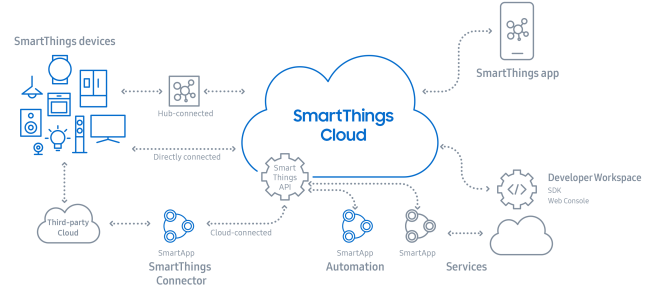 SmartThings devices
SmartThings app
Hub-connected
SmartThings
Cloud
Directly connected
Smart
Things
API
Developer Workspace
SDK
Web Console
Third-party
Cloud
Cloud-connected
SmartApp
SmartThings
Connector
SmartApp
Automation
SmartApp
Services